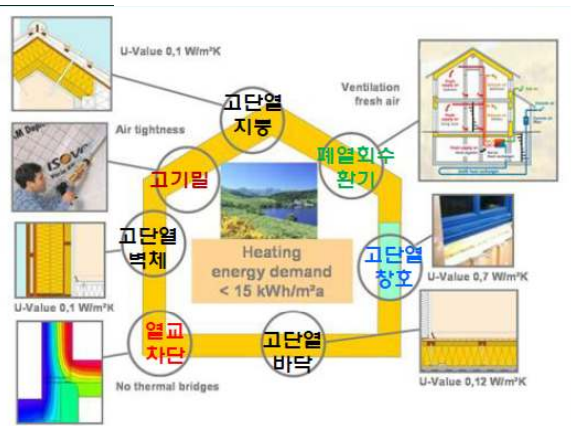 U-Value 0,1 W/m²K
고단열
지붕
Ventilation
fresh air
Air tightness
ISOV
고기밀
폐열회수
환기
고단열
벽체
Heating
energy demand
< 15 kWh/m²a
고단열
창호
U-Value 0,7 W/m²K
U-Value 0,1 W/m²K
열교
차단
고단열
바닥
No thermal bridges
U-Value 0,12 W/m²K